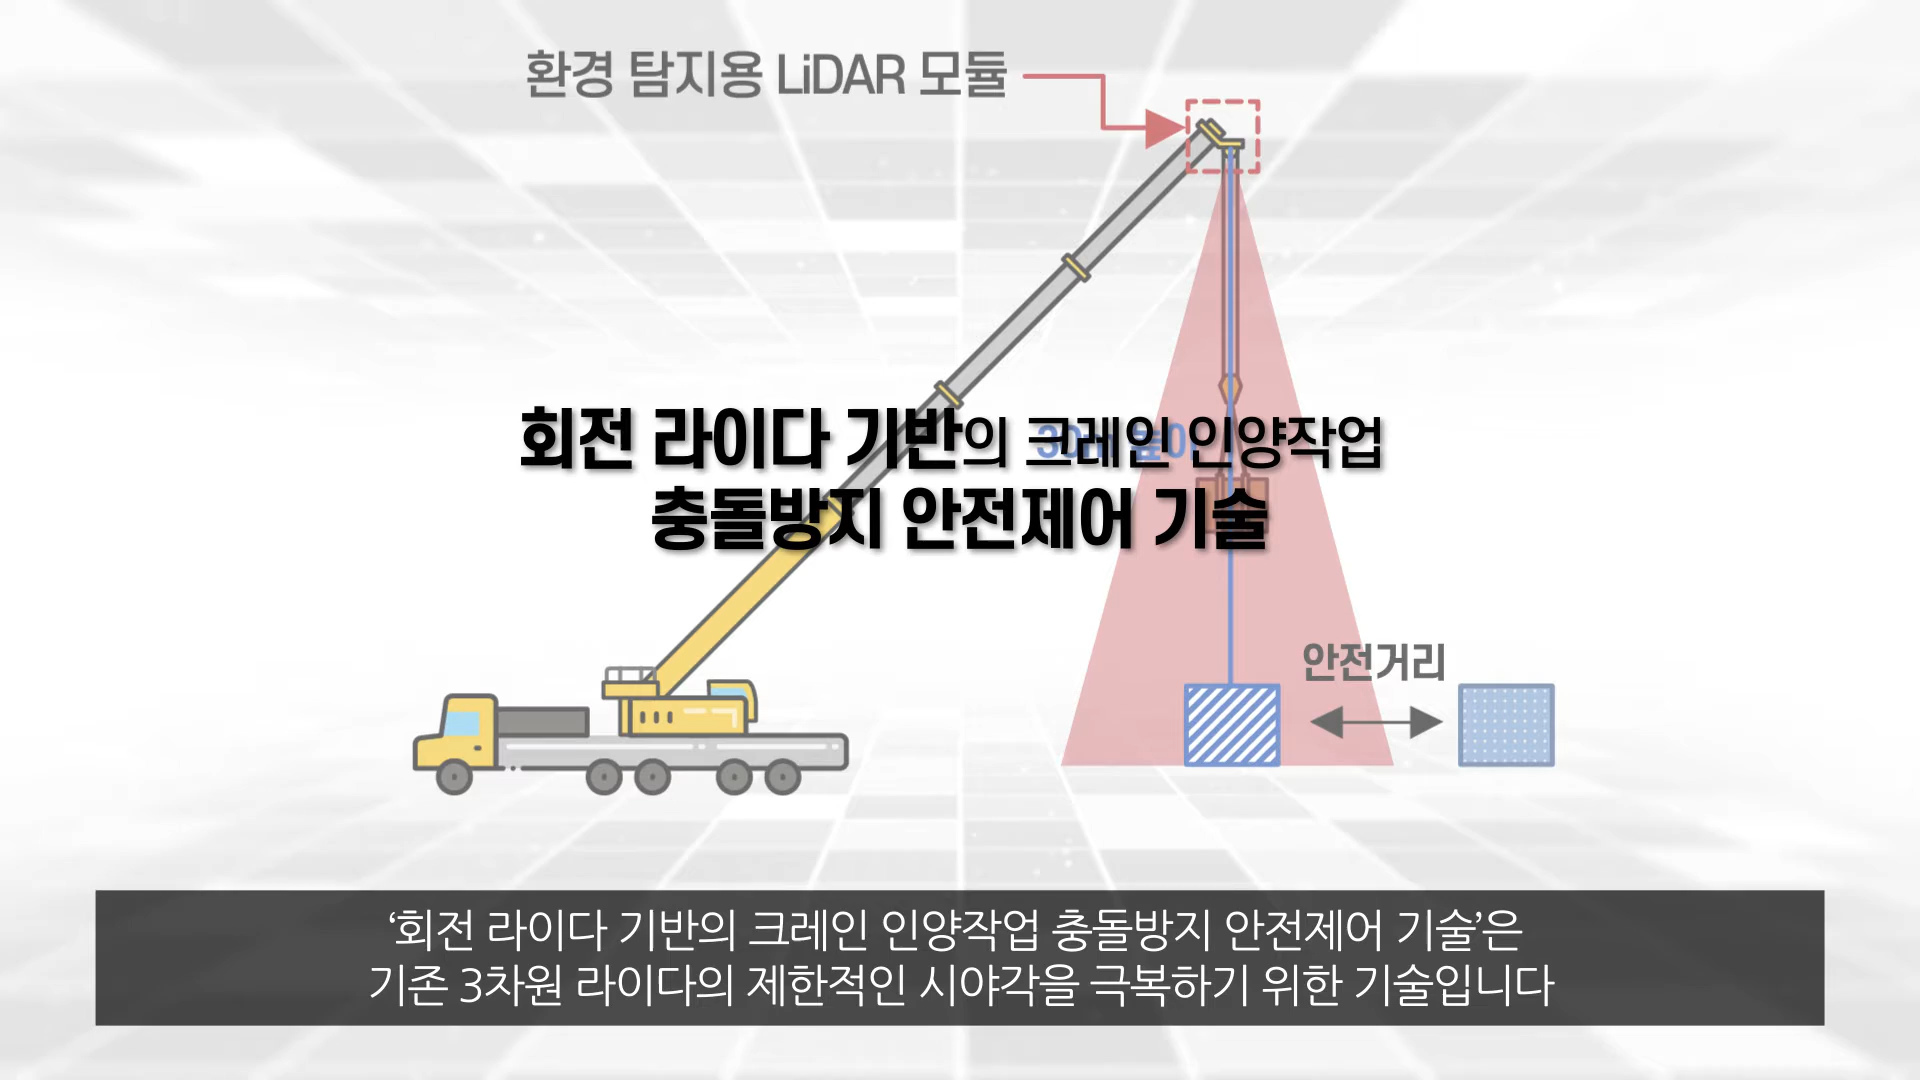 환경 탐지용 LiDAR 모듈
회전 라이다 기반의 크레인 인양작업
충돌방지 안전제어 기술
30m 높이
안전거리
‘회전 라이다 기반의 크레인 인양작업 충돌방지 안전제어 기술’은
기존 3차원 라이다의 제한적인 시야각을 극복하기 위한 기술입니다